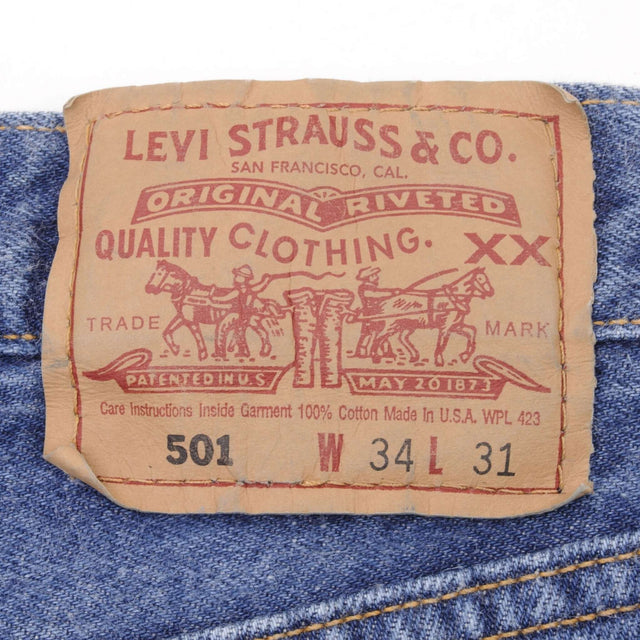 LEVI STRAUSS & CO.
SAN FRANCISCO, CAL.
ORIGINAL RIVETED
QUALITY CLOTHING. XX
TRADE MARK
PATENTED IN U.S. MAY 20 1873
Care Instructions Inside Garment 100% Cotton Made In U.S.A. WPL 423
501 W 34 L 31